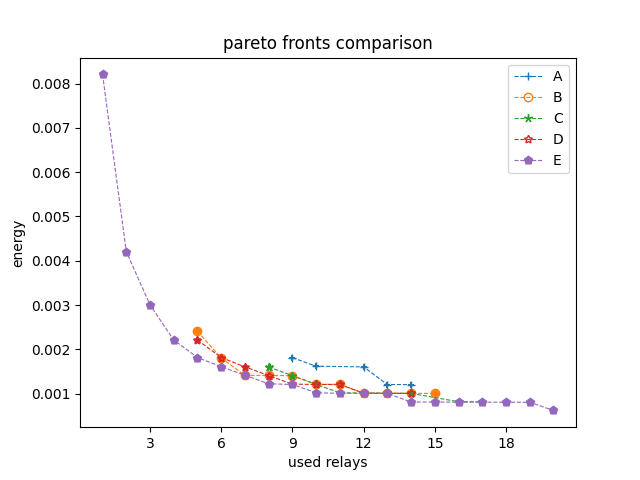 pareto fronts comparison
A
B
C
D
E
0.008
0.007
0.006
0.005
0.004
0.003
0.002
0.001
energy
3 6 9 12 15 18
used relays